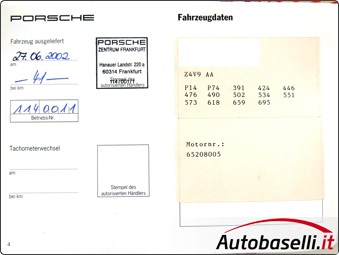 PORSCHE
Fahrzeug ausgeliefert
27.06.2002
am
-41-
bei km
1140011
Betriebs-Nr.
PORSCHE
ZENTRUM FRANKFURT
Hanauer Landstr. 220 a
60314 Frankfurt
autorisierten Händlers
Tachometerwechsel
am
bei km
Stempel des
autorisierten Händlers
4
Fahrzeugdaten
Z4V9 AA
P14 P74 391 424 446
476 490 502 534 551
573 618 659 695
Motornr.:
65208005
Autobaselli.it